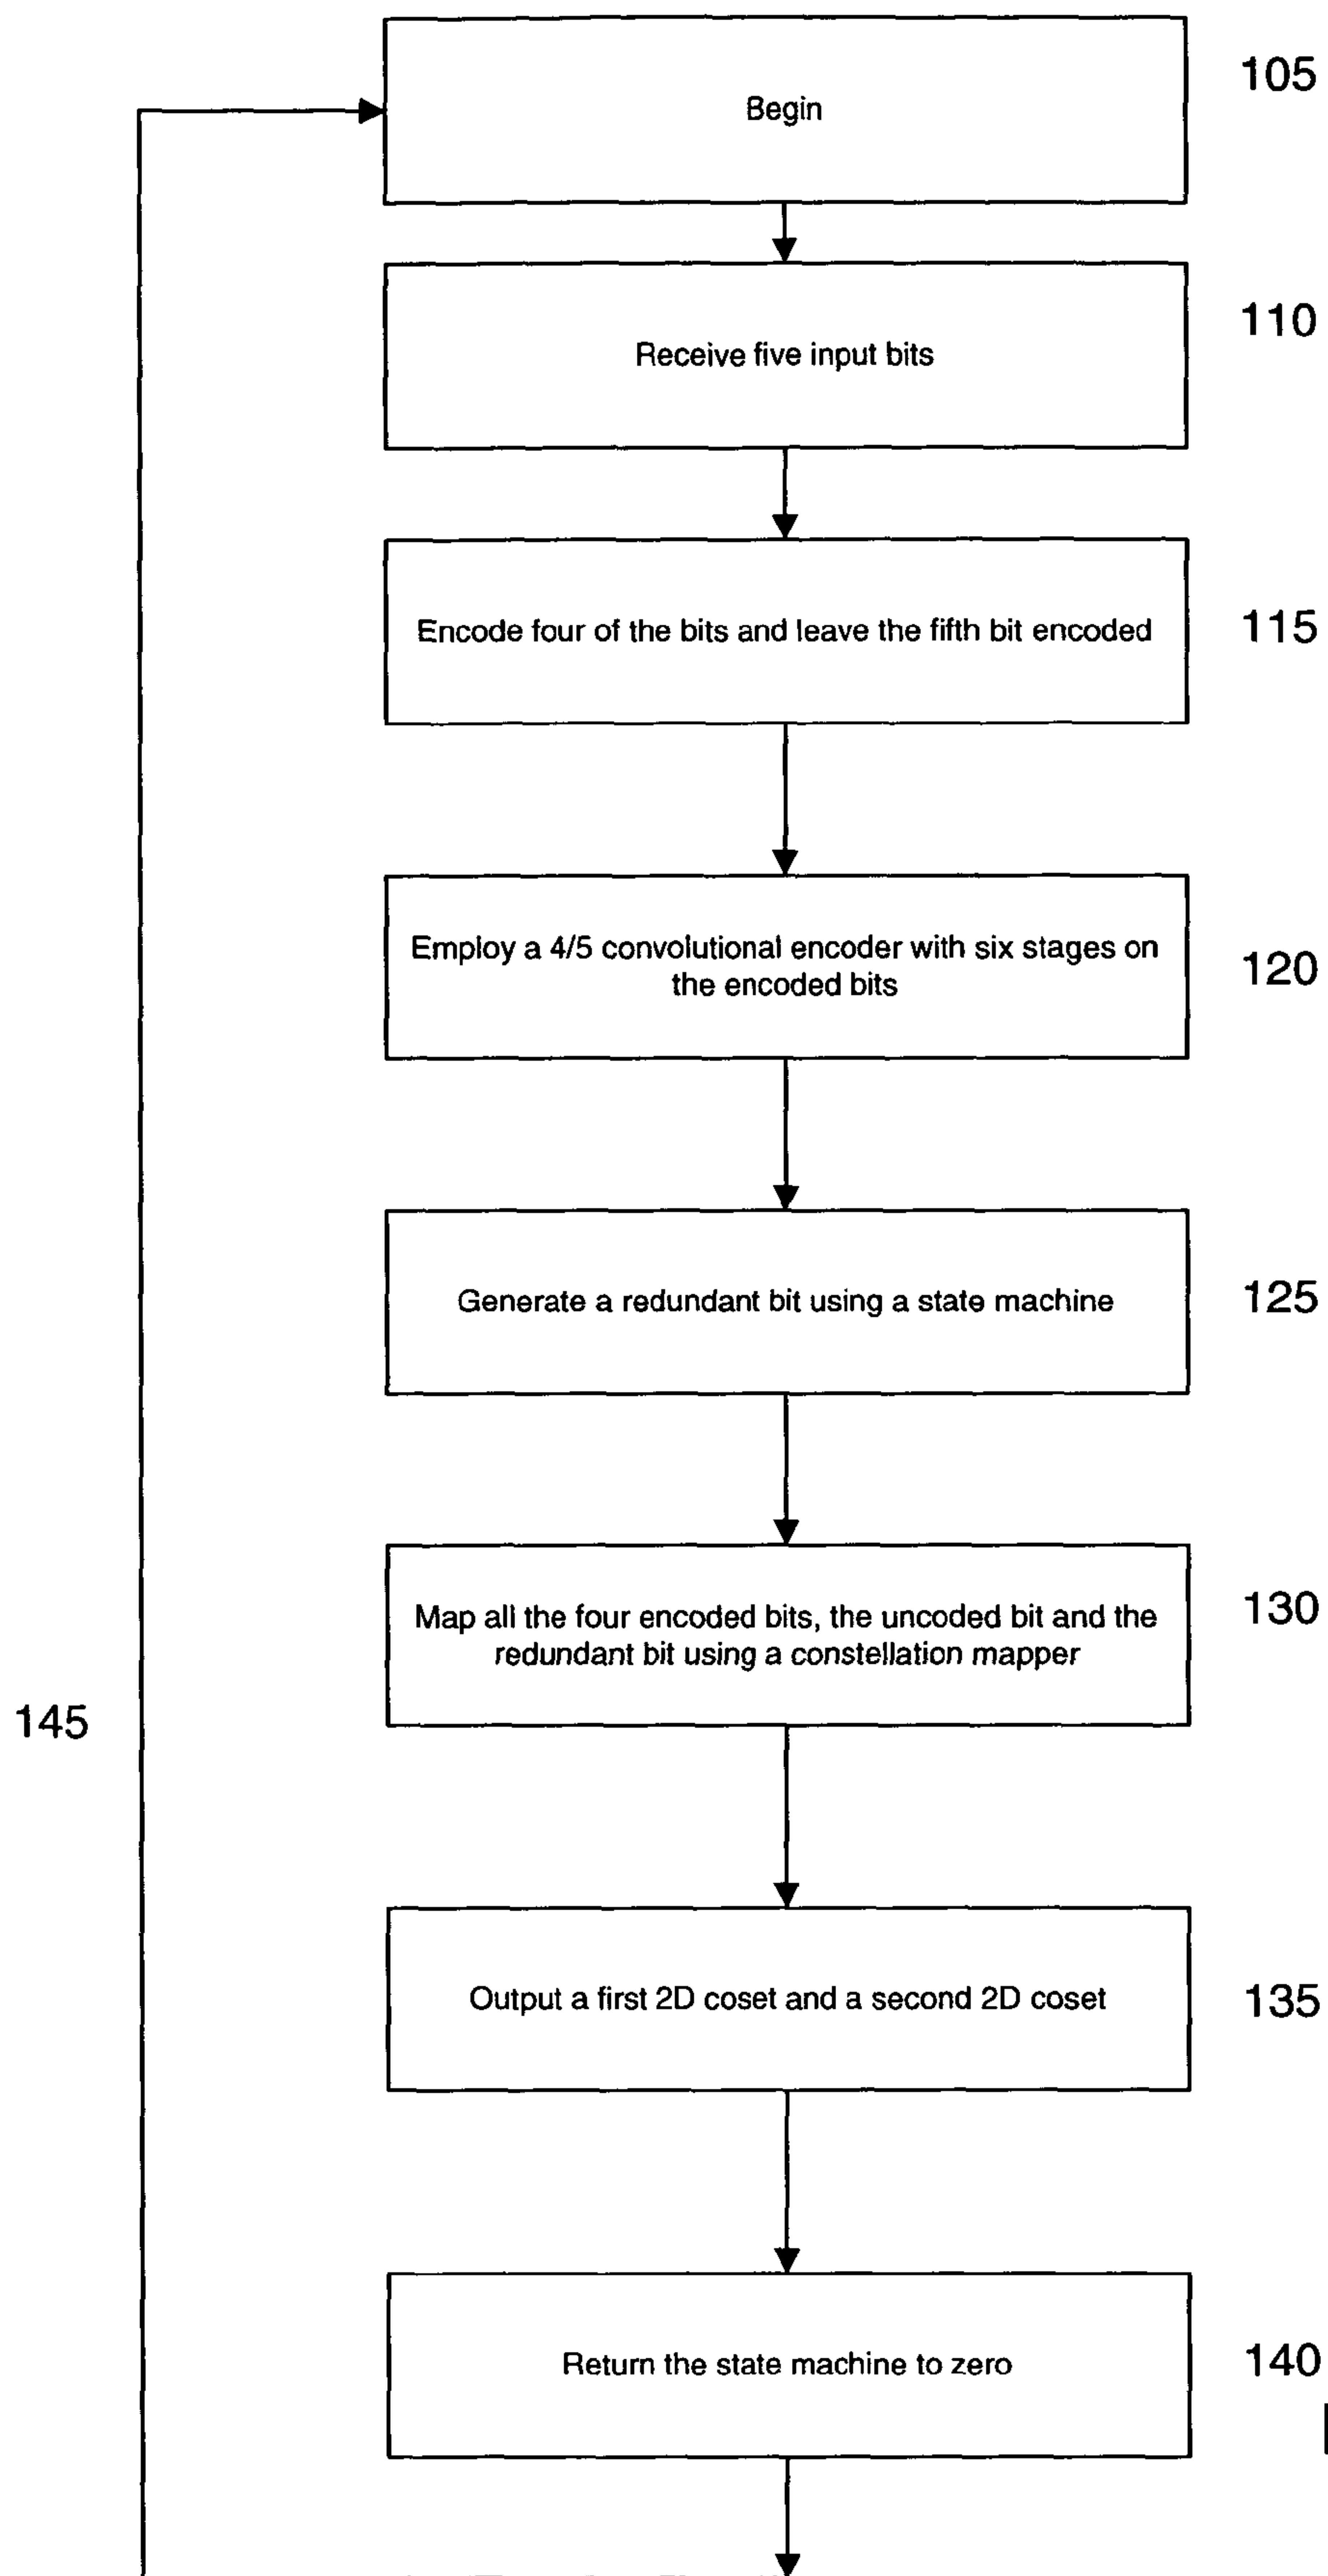 105
Begin
110
Receive five input bits
115
Encode four of the bits and leave the fifth bit encoded
120
Employ a 4/5 convolutional encoder with six stages on
the encoded bits
125
Generate a redundant bit using a state machine
130
Map all the four encoded bits, the uncoded bit and the
redundant bit using a constellation mapper
145
135
Output a first 2D coset and a second 2D coset
140
Return the state machine to zero